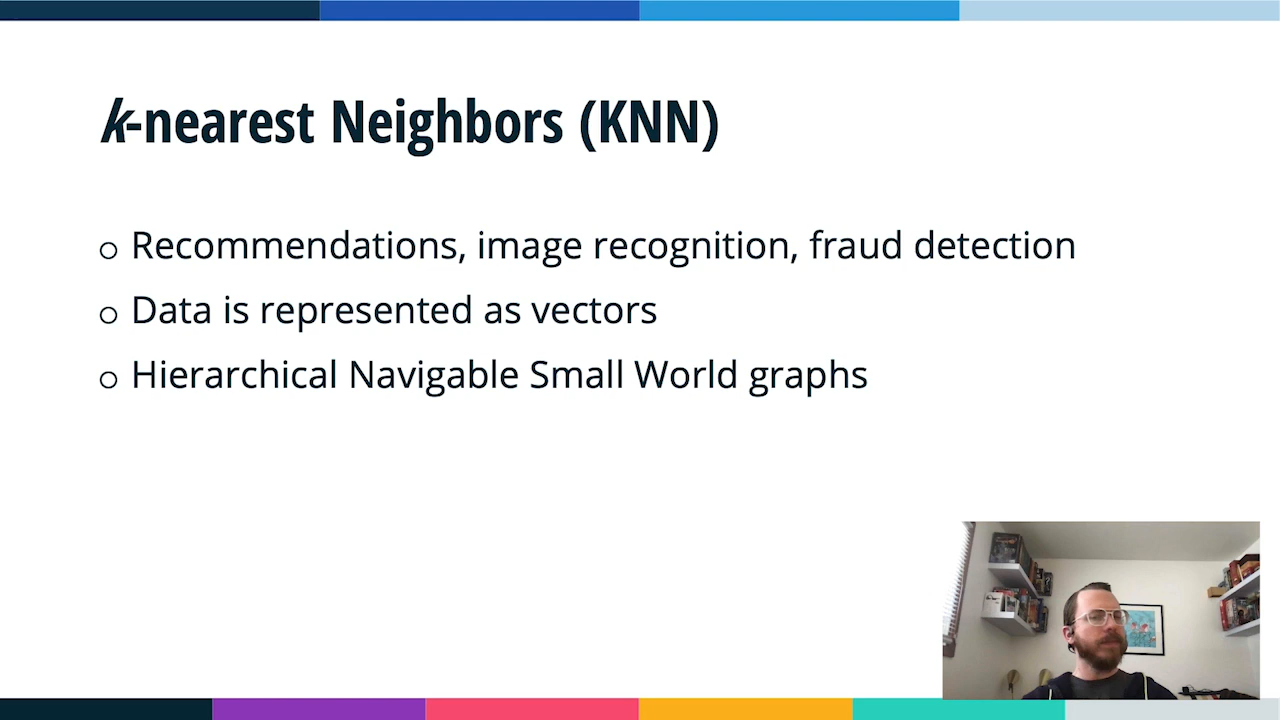 k-nearest Neighbors (KNN)
Recommendations, image recognition, fraud detection
Data is represented as vectors
Hierarchical Navigable Small World graphs